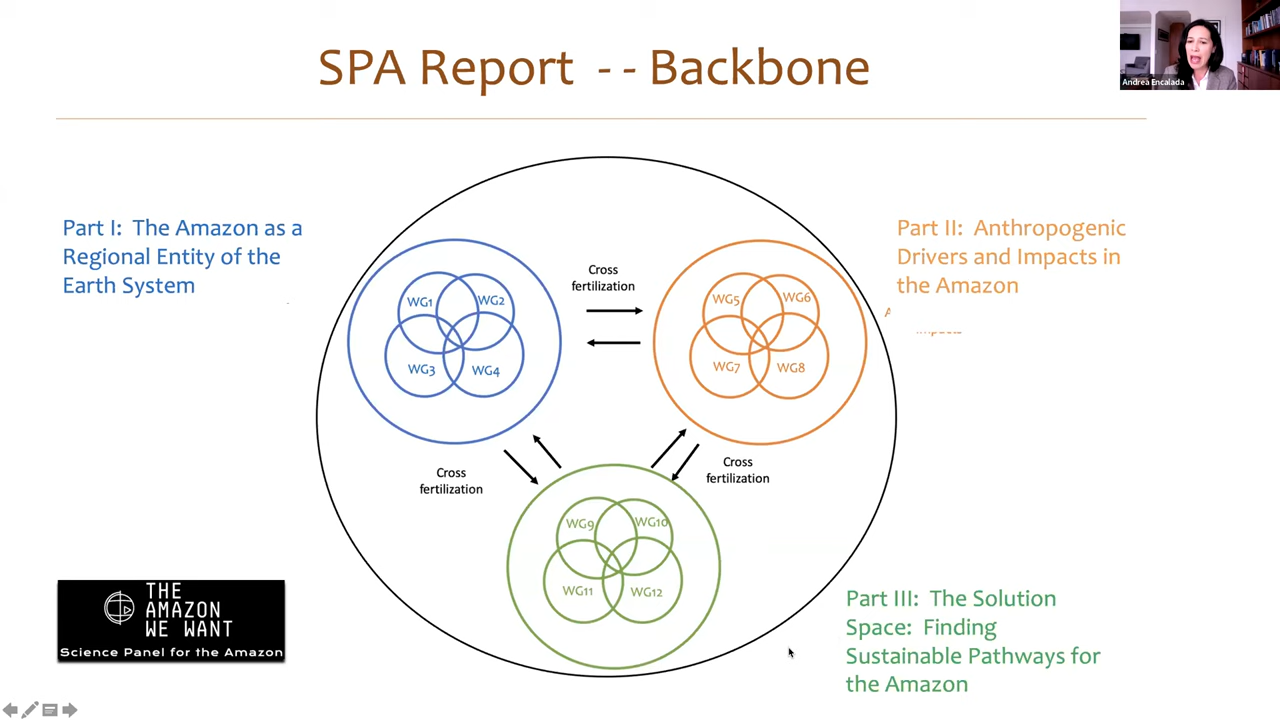 SPA Report -- Backbone
Andrea Encalada
Part I: The Amazon as a
Regional Entity of the
Earth System
Part II: Anthropogenic
Drivers and Impacts in
the Amazon
Cross
fertilization
WG1
WG2
WG3
WG4
WG5
WG6
WG7
WG8
Cross
fertilization
Cross
fertilization
WG9
WG10
WG11
WG12
THE
AMAZON
WE WANT
Science Panel for the Amazon
Part III: The Solution
Space: Finding
Sustainable Pathways for
the Amazon